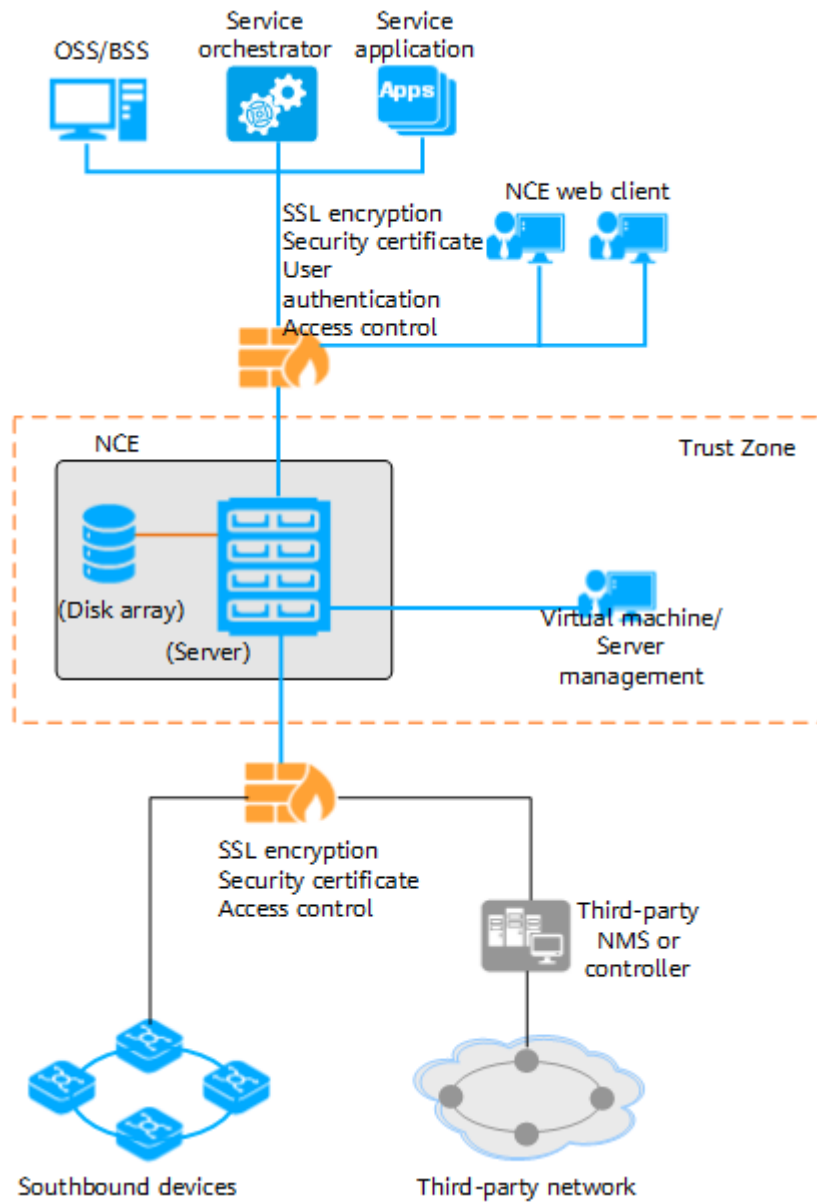 OSS/BSS
Service
orchestrator
Service
application
Apps
NCE web client
SSL encryption
Security certificate
User
authentication
Access control
NCE
Trust Zone
(Disk array)
(Server)
Virtual machine/
Server
management
SSL encryption
Security certificate
Access control
Third-party
NMS or
controller
Southbound devices
Third-party network